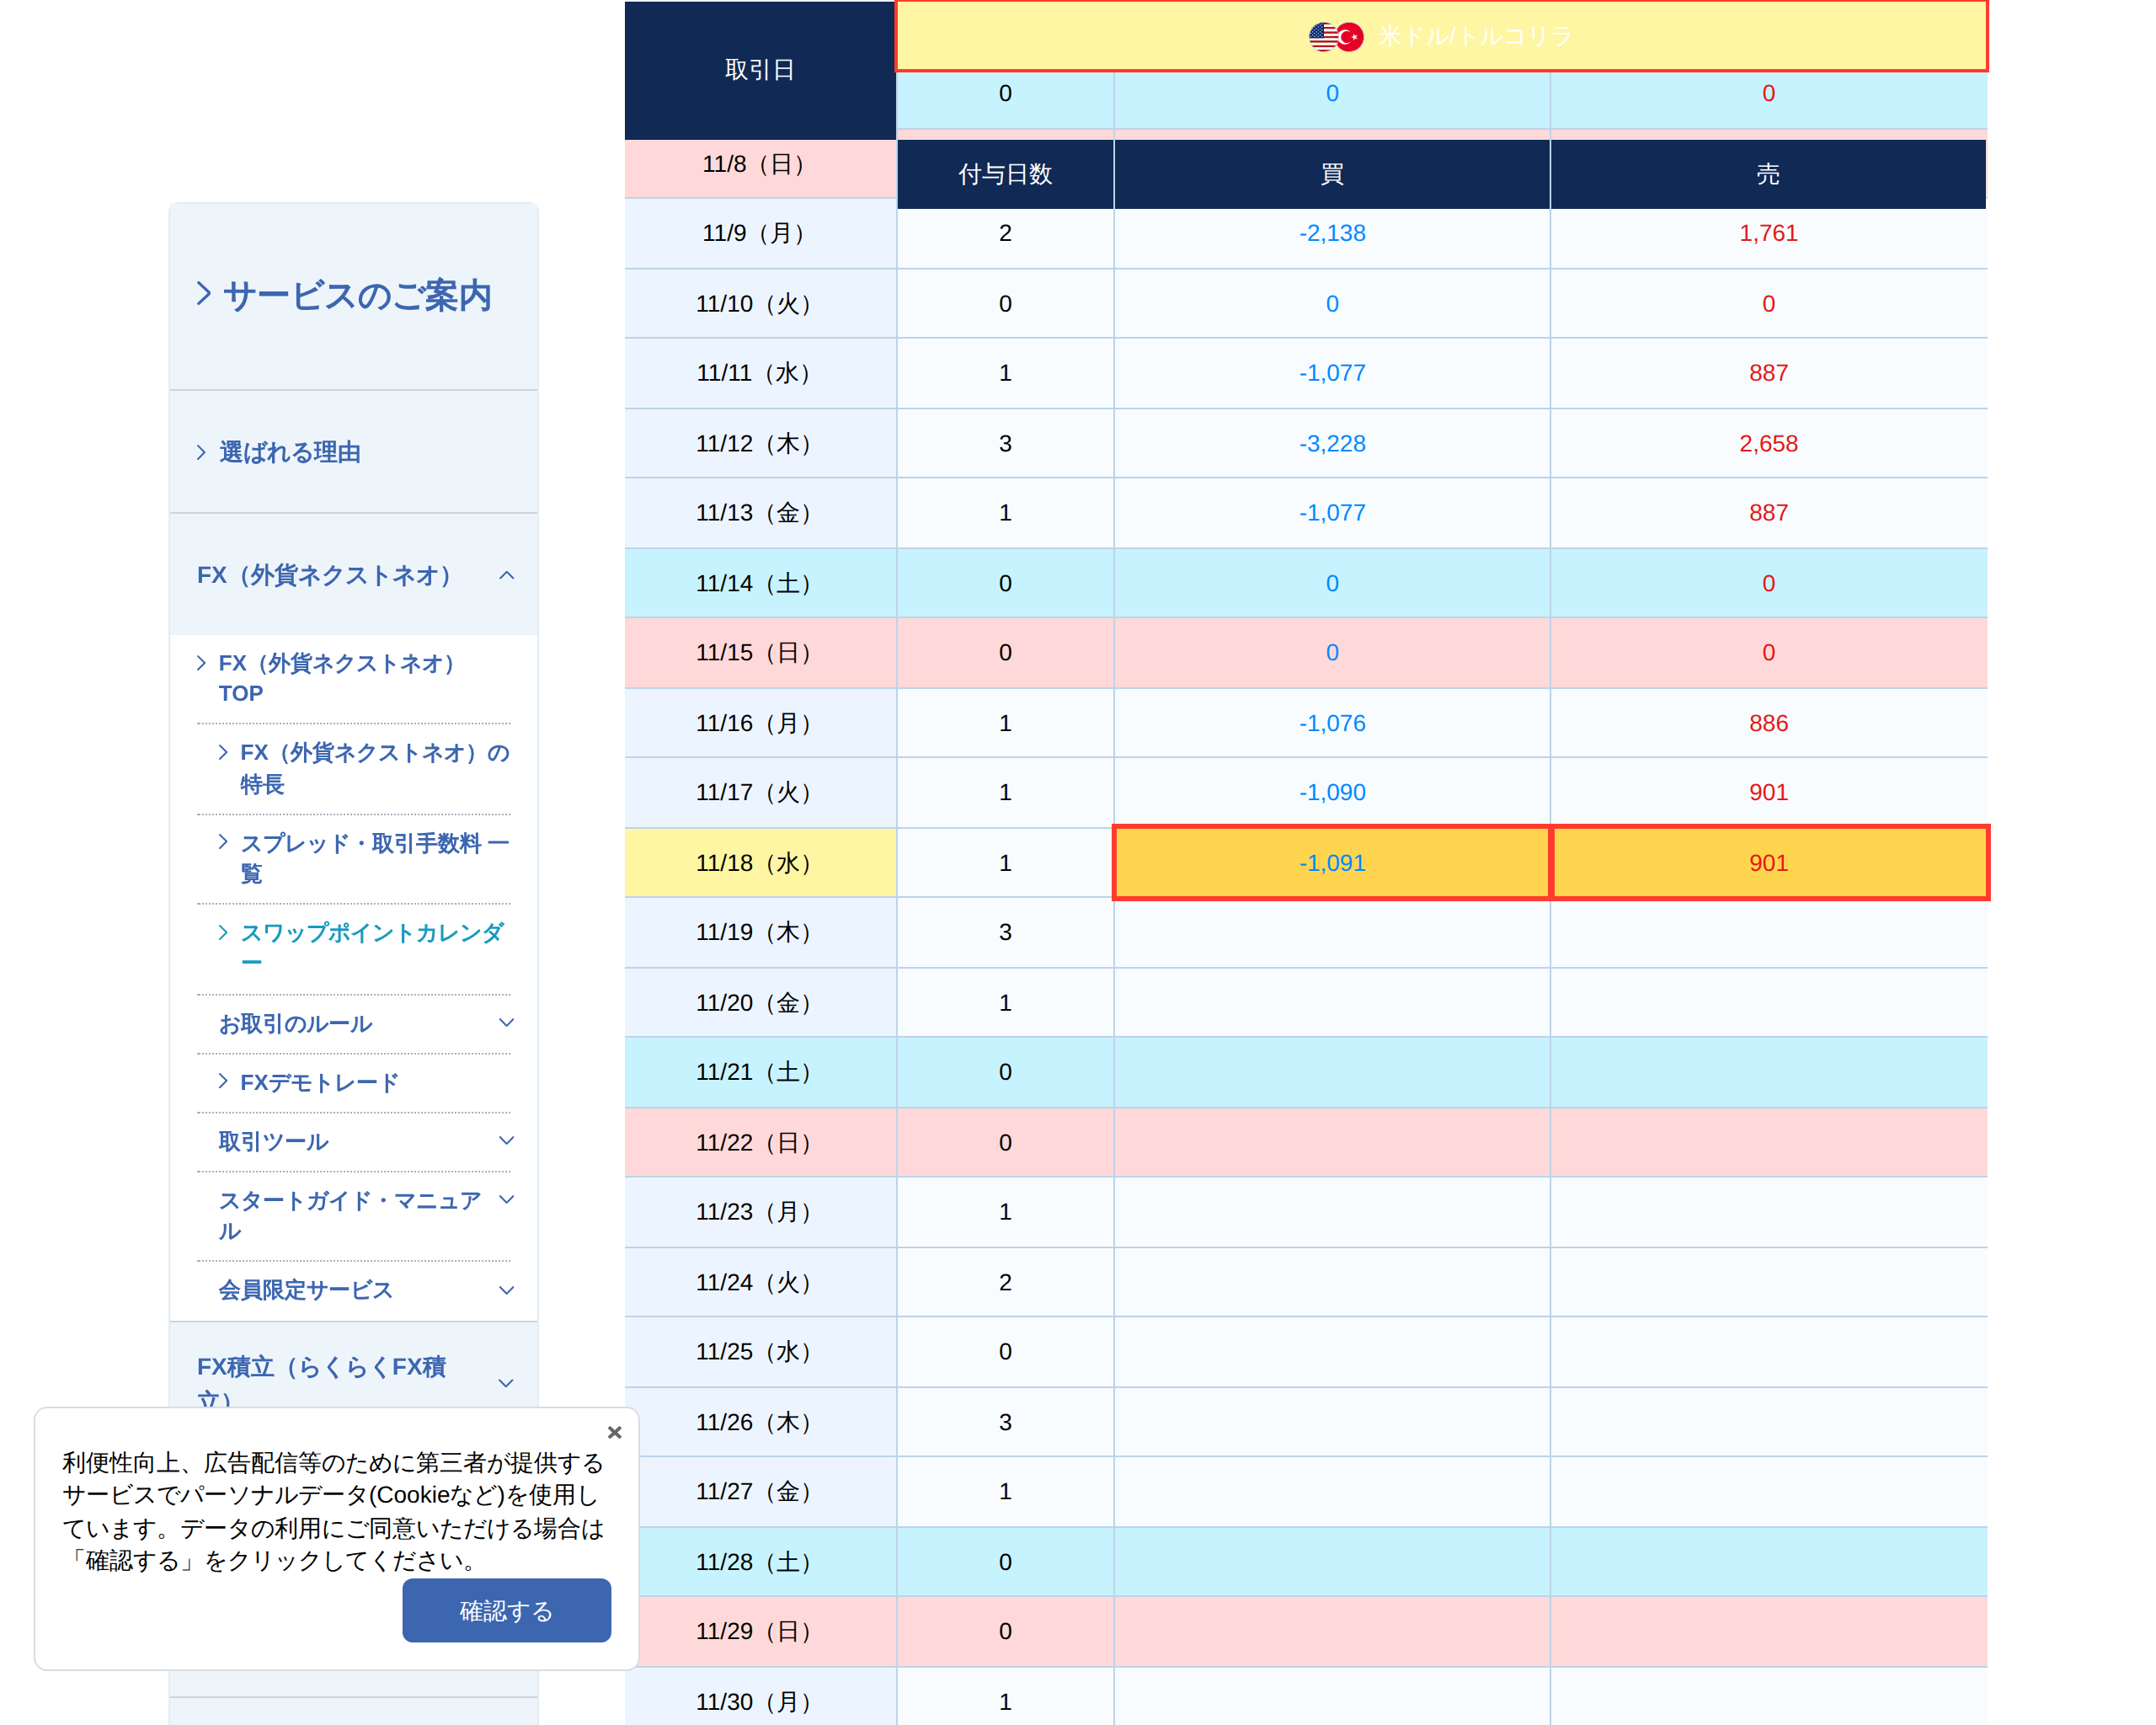 サービスのご案内
選ばれる理由
FX（外貨ネクストネオ）
FX（外貨ネクストネオ）
TOP
FX（外貨ネクストネオ）の
特長
スプレッド・取引手数料 一
覧
スワップポイントカレンダ
ー
お取引のルール
FXデモトレード
取引ツール
スタートガイド・マニュア
ル
会員限定サービス
FX積立（らくらくFX積
立）
×
利便性向上、広告配信等のために第三者が提供する
サービスでパーソナルデータ(Cookieなど)を使用し
ています。データの利用にご同意いただける場合は
「確認する」をクリックしてください。
確認する
取引日 米ドル/トルコリラ
0 0 0
付与日数 買 売
11/8（日）
11/9（月） 2 -2,138 1,761
11/10（火） 0 0 0
11/11（水） 1 -1,077 887
11/12（木） 3 -3,228 2,658
11/13（金） 1 -1,077 887
11/14（土） 0 0 0
11/15（日） 0 0 0
11/16（月） 1 -1,076 886
11/17（火） 1 -1,090 901
11/18（水） 1 -1,091 901
11/19（木） 3
11/20（金） 1
11/21（土） 0
11/22（日） 0
11/23（月） 1
11/24（火） 2
11/25（水） 0
11/26（木） 3
11/27（金） 1
11/28（土） 0
11/29（日） 0
11/30（月） 1